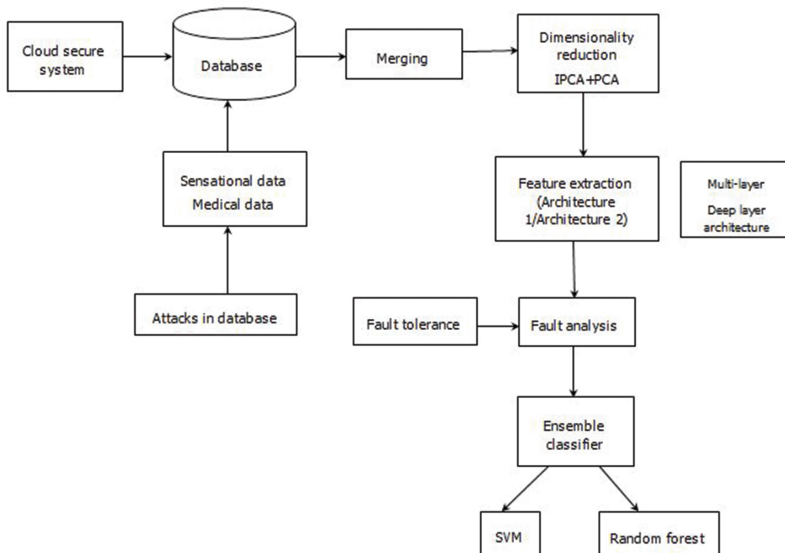 Cloud secure
system
Database
Merging
Dimensionality
reduction
IPCA+PCA
Sensational data
Medical data
Feature extraction
(Architecture
1/Architecture 2)
Multi-layer
Deep layer
architecture
Attacks in database
Fault tolerance
Fault analysis
Ensemble
classifier
SVM
Random forest